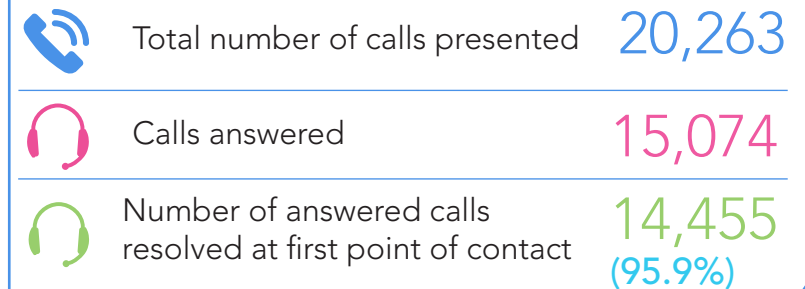 Total number of calls presented 20,263
Calls answered 15,074
Number of answered calls
resolved at first point of contact 14,455
(95.9%)